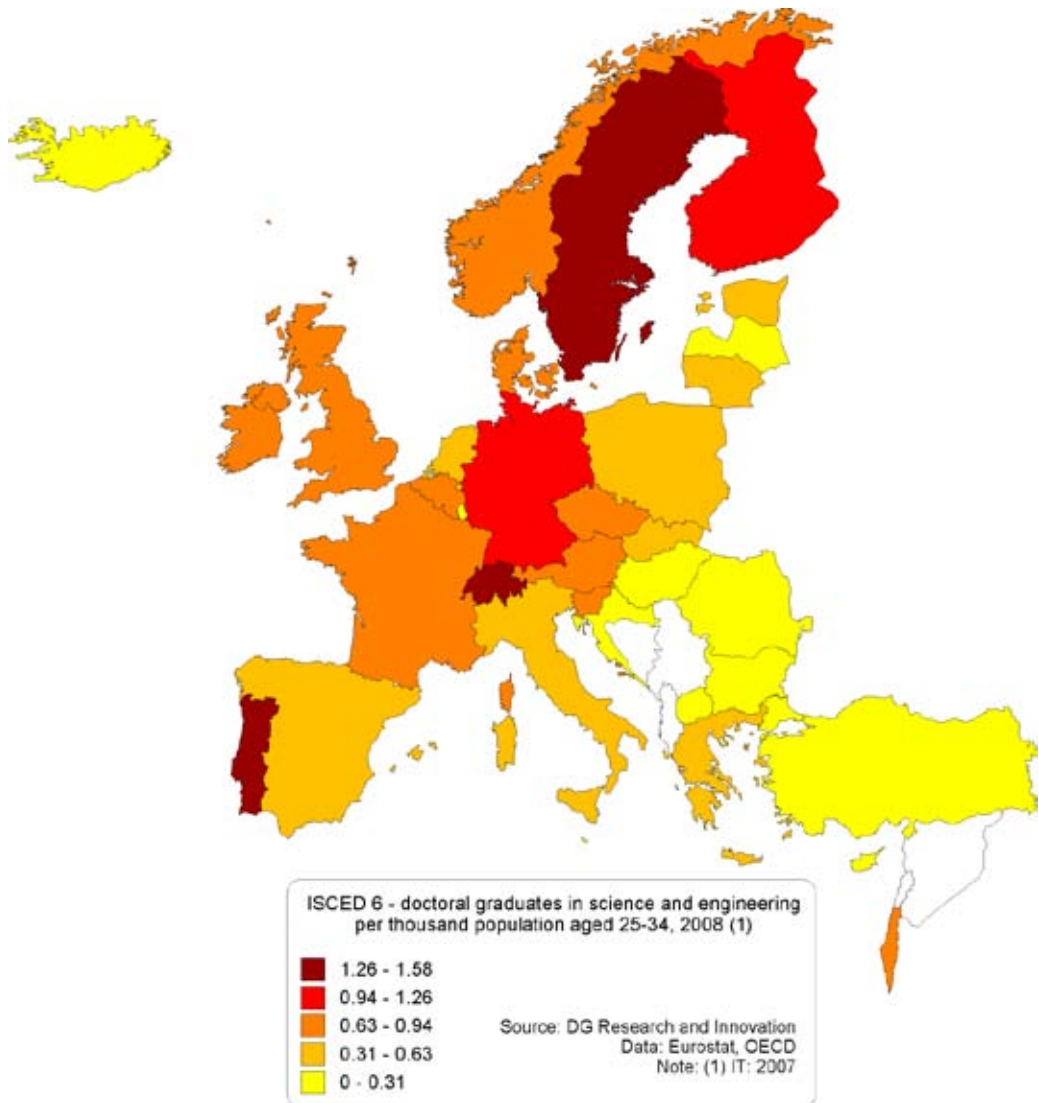 ISCED 6 - doctoral graduates in science and engineering
per thousand population aged 25-34, 2008 (1)
1.26 - 1.58
0.94 - 1.26
0.63 - 0.94
0.31 - 0.63
0 - 0.31
Source: DG Research and Innovation
Data: Eurostat, OECD
Note: (1) IT: 2007